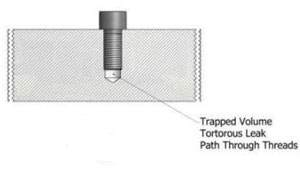 Trapped Volume
Tortorous Leak
Path Through Threads